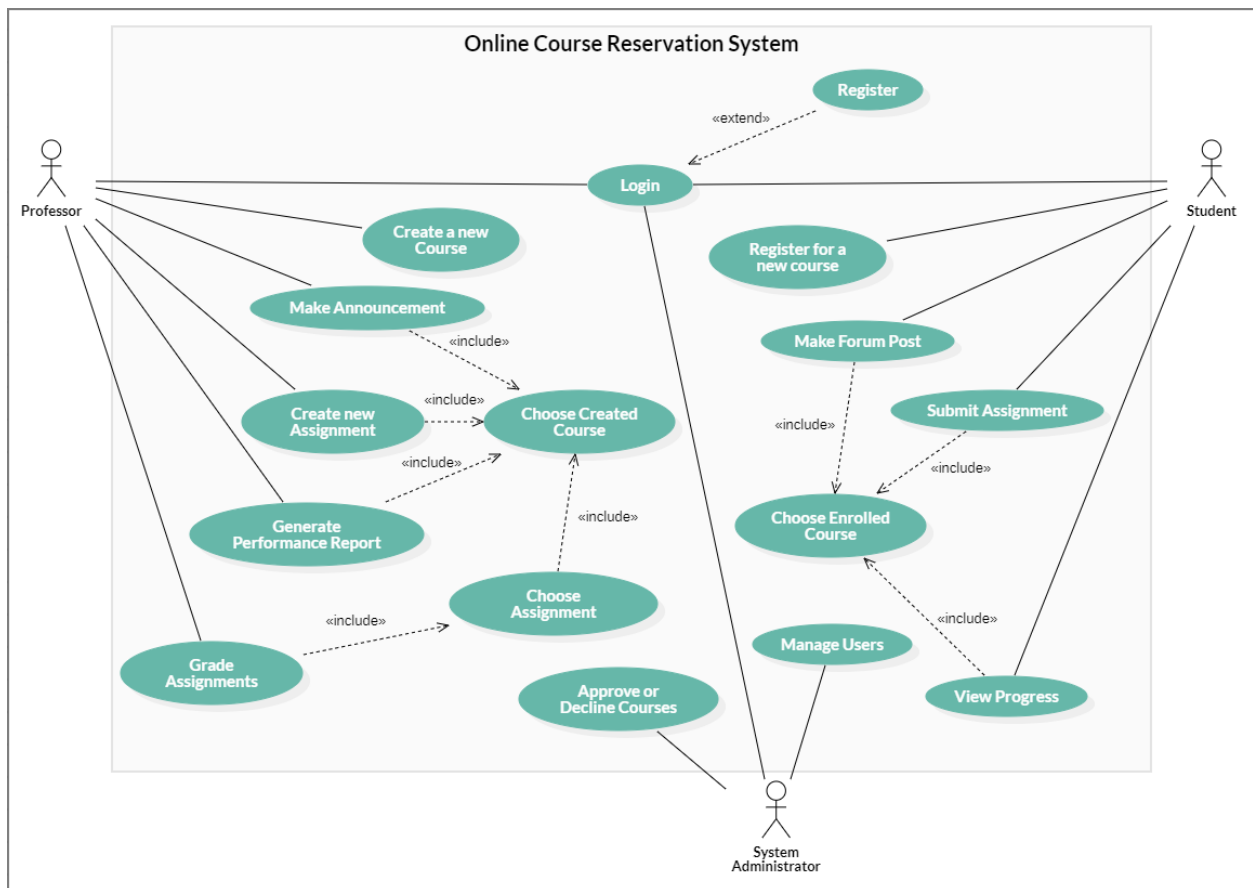 Online Course Reservation System
Register
«extend»
Login
Professor
Student
Create a new
Course
Register for a
new course
Make Announcement
«include»
Make Forum Post
Create new
Assignment
«include»
Choose Created
Course
Submit Assignment
«include»
«include»
«include»
Choose Enrolled
Course
Generate
Performance Report
«include»
Choose
Assignment
«include»
«include»
Manage Users
Grade
Assignments
Approve or
Decline Courses
View Progress
System
Administrator